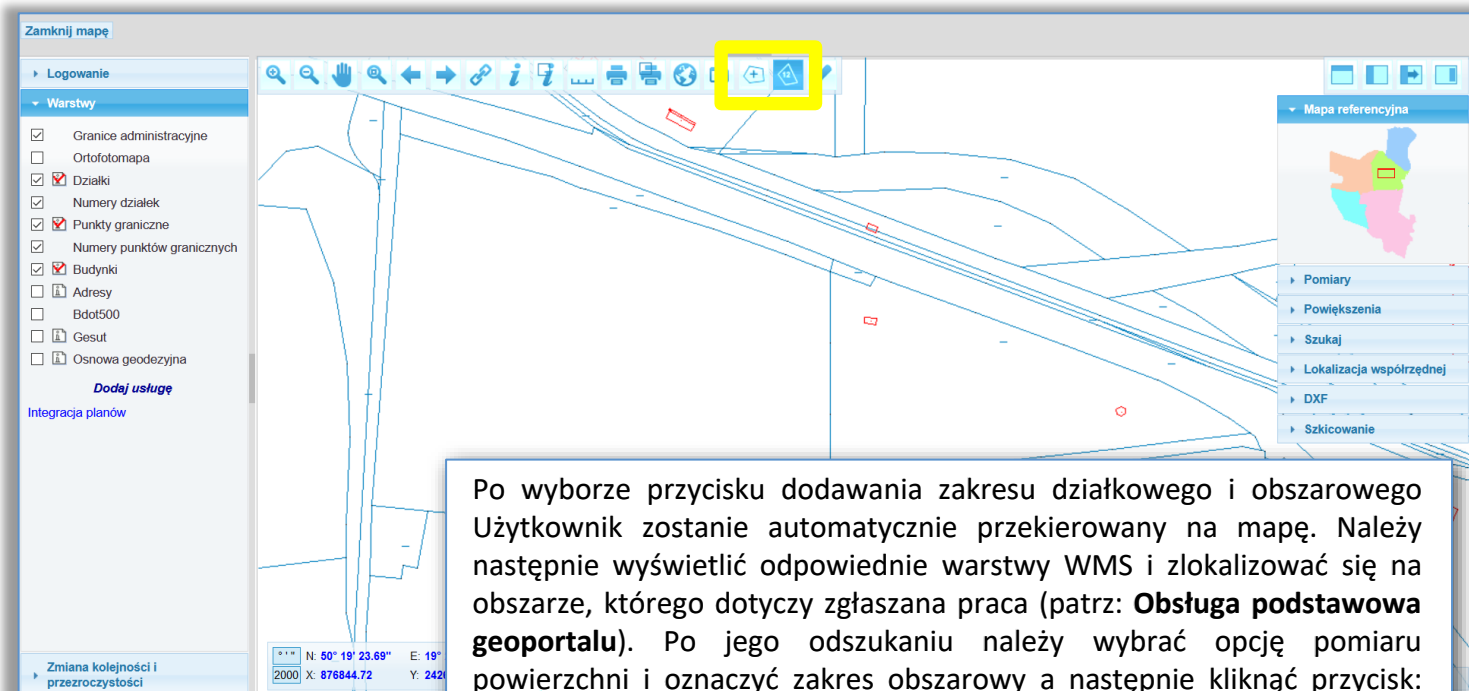 Zamknij mapę
Logowanie
Warstwy
Granice administracyjne
Ortofotomapa
Działki
Numery działek
Punkty graniczne
Numery punktów granicznych
Budynki
Adresy
Bdot500
Gesut
Osnowa geodezyjna
Dodaj usługę
Integracja planów
Zmiana kolejności i
przezroczystości
12
Mapa referencyjna
Pomiary
Powiększenia
Szukaj
Lokalizacja współrzędnej
DXF
Szkicowanie
° ' " N: 50° 19' 23.69" E: 19°
2000 X: 876844.72 Y: 242
Po wyborze przycisku dodawania zakresu działkowego i obszarowego
Użytkownik zostanie automatycznie przekierowany na mapę. Należy
następnie wyświetlić odpowiednie warstwy WMS i zlokalizować się na
obszarze, którego dotyczy zgłaszana praca (patrz: Obsługa podstawowa
geoportalu). Po jego odszukaniu należy wybrać opcję pomiaru
powierzchni i oznaczyć zakres obszarowy a następnie kliknąć przycisk: